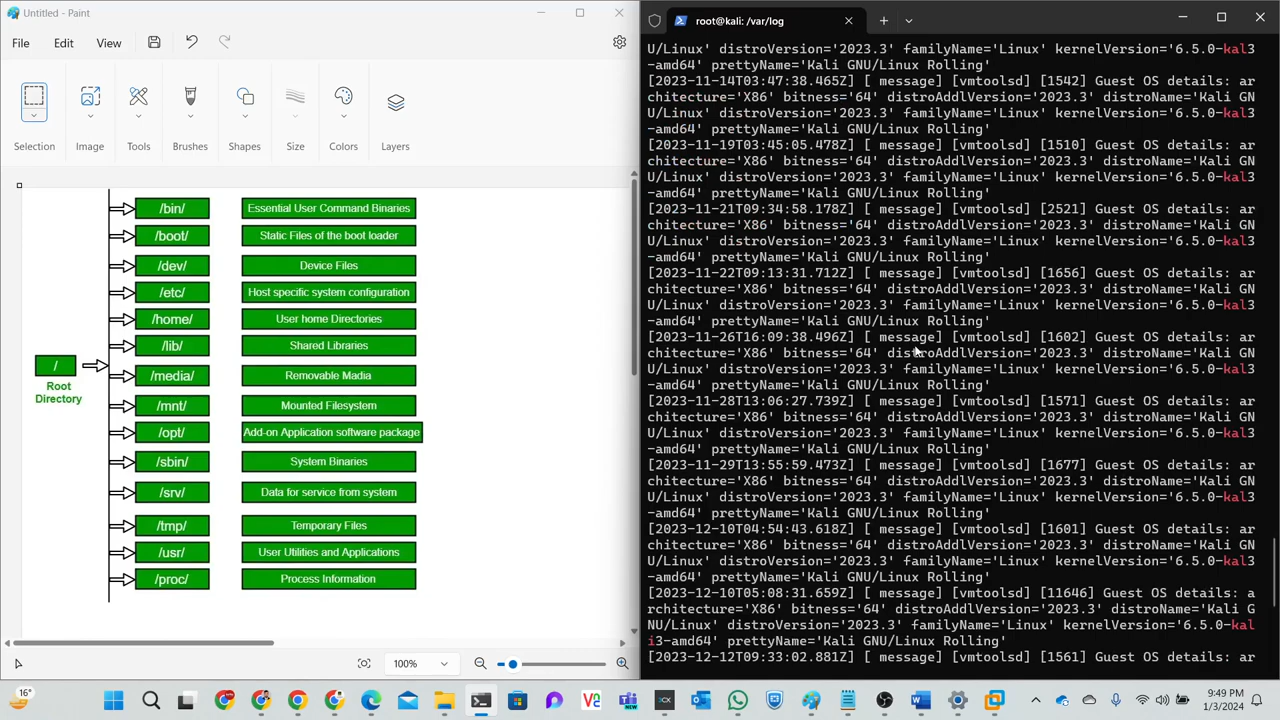 Untitled - Paint
File
Edit
View
Selection
Image
Tools
Brushes
Shapes
Size
Colors
Layers
/
Root
Directory
/bin/
Essential User Command Binaries
/boot/
Static Files of the boot loader
/dev/
Device Files
/etc/
Host specific system configuration
/home/
User home Directories
/lib/
Shared Libraries
/media/
Removable Madia
/mnt/
Mounted Filesystem
/opt/
Add-on Application software package
/sbin/
System Binaries
/srv/
Data for service from system
/tmp/
Temporary Files
/usr/
User Utilities and Applications
/proc/
Process Information
100%
root@kali: /var/log
U/Linux' distroVersion='2023.3' familyName='Linux' kernelVersion='6.5.0-kal3
-amd64' prettyName='Kali GNU/Linux Rolling'
[2023-11-14T03:47:38.465Z] [ message] [vmtoolsd] [1542] Guest OS details: ar
chitecture='X86' bitness='64' distroAddlVersion='2023.3' distroName='Kali GN
U/Linux' distroVersion='2023.3' familyName='Linux' kernelVersion='6.5.0-kal3
-amd64' prettyName='Kali GNU/Linux Rolling'
[2023-11-19T03:45:05.478Z] [ message] [vmtoolsd] [1510] Guest OS details: ar
chitecture='X86' bitness='64' distroAddlVersion='2023.3' distroName='Kali GN
U/Linux' distroVersion='2023.3' familyName='Linux' kernelVersion='6.5.0-kal3
-amd64' prettyName='Kali GNU/Linux Rolling'
[2023-11-21T09:34:58.178Z] [ message] [vmtoolsd] [2521] Guest OS details: ar
chitecture='X86' bitness='64' distroAddlVersion='2023.3' distroName='Kali GN
U/Linux' distroVersion='2023.3' familyName='Linux' kernelVersion='6.5.0-kal3
-amd64' prettyName='Kali GNU/Linux Rolling'
[2023-11-22T09:13:31.712Z] [ message] [vmtoolsd] [1656] Guest OS details: ar
chitecture='X86' bitness='64' distroAddlVersion='2023.3' distroName='Kali GN
U/Linux' distroVersion='2023.3' familyName='Linux' kernelVersion='6.5.0-kal3
-amd64' prettyName='Kali GNU/Linux Rolling'
[2023-11-26T16:09:38.496Z] [ message] [vmtoolsd] [1602] Guest OS details: ar
chitecture='X86' bitness='64' distroAddlVersion='2023.3' distroName='Kali GN
U/Linux' distroVersion='2023.3' familyName='Linux' kernelVersion='6.5.0-kal3
-amd64' prettyName='Kali GNU/Linux Rolling'
[2023-11-28T13:06:27.739Z] [ message] [vmtoolsd] [1571] Guest OS details: ar
chitecture='X86' bitness='64' distroAddlVersion='2023.3' distroName='Kali GN
U/Linux' distroVersion='2023.3' familyName='Linux' kernelVersion='6.5.0-kal3
-amd64' prettyName='Kali GNU/Linux Rolling'
[2023-11-29T13:55:59.473Z] [ message] [vmtoolsd] [1677] Guest OS details: ar
chitecture='X86' bitness='64' distroAddlVersion='2023.3' distroName='Kali GN
U/Linux' distroVersion='2023.3' familyName='Linux' kernelVersion='6.5.0-kal3
-amd64' prettyName='Kali GNU/Linux Rolling'
[2023-12-10T04:54:43.618Z] [ message] [vmtoolsd] [1601] Guest OS details: ar
chitecture='X86' bitness='64' distroAddlVersion='2023.3' distroName='Kali GN
U/Linux' distroVersion='2023.3' familyName='Linux' kernelVersion='6.5.0-kal3
-amd64' prettyName='Kali GNU/Linux Rolling'
[2023-12-10T05:08:31.659Z] [ message] [vmtoolsd] [11646] Guest OS details: a
rchitecture='X86' bitness='64' distroAddlVersion='2023.3' distroName='Kali G
NU/Linux' distroVersion='2023.3' familyName='Linux' kernelVersion='6.5.0-kal
i3-amd64' prettyName='Kali GNU/Linux Rolling'
[2023-12-12T09:33:02.881Z] [ message] [vmtoolsd] [1561] Guest OS details: ar
16°
9:49 PM
1/3/2024